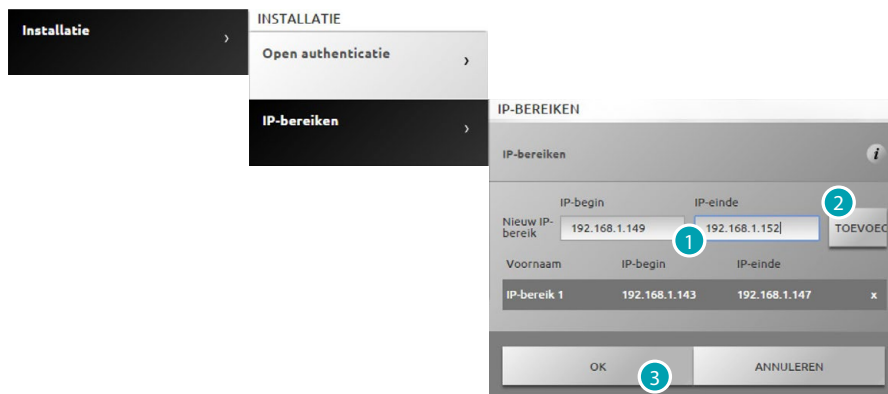 Installatie
INSTALLATIE
Open authenticatie
IP-bereiken
IP-BEREIKEN
IP-bereiken
i
IP-begin IP-einde
2
Nieuw IP-
bereik
192.168.1.149 192.168.1.152
TOEVOEG
1
Voornaam IP-begin IP-einde
IP-bereik 1 192.168.1.143 192.168.1.147 x
OK ANNULEREN
3